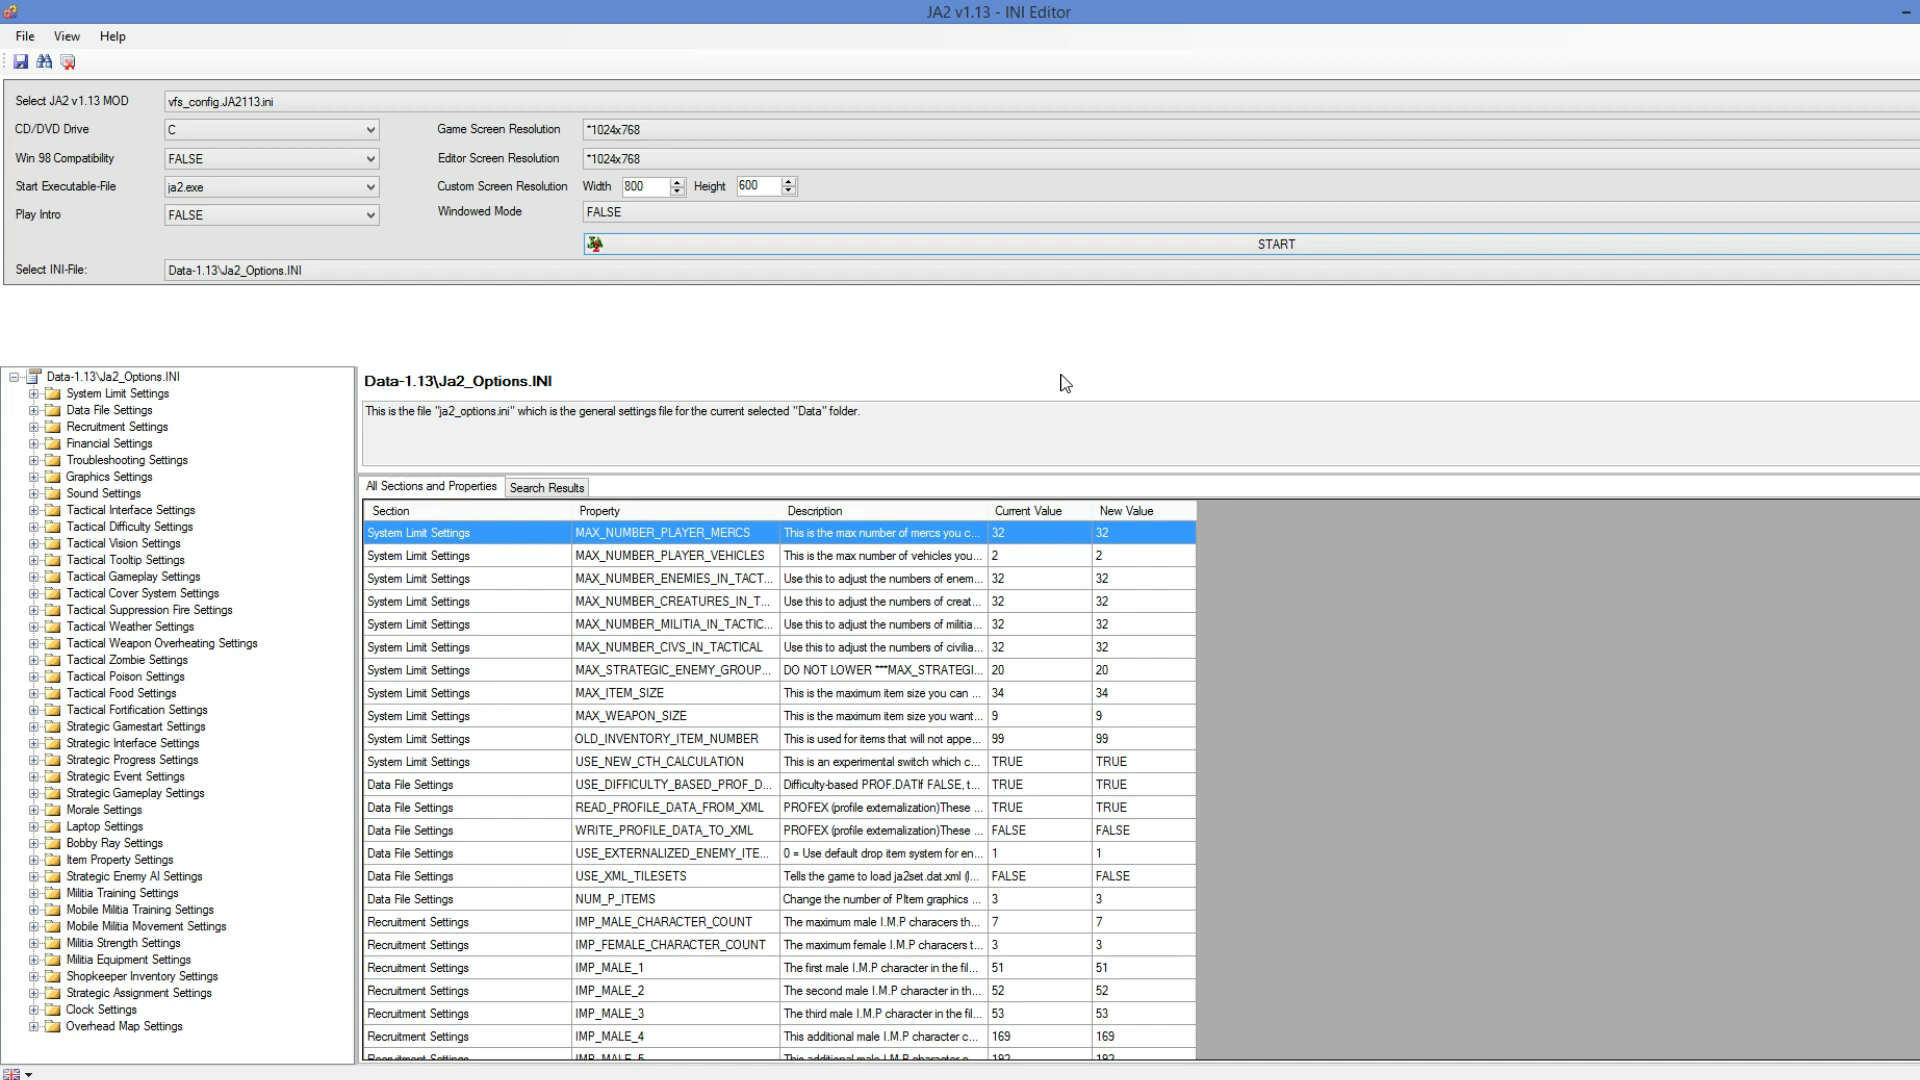 JA2 v1.13 - INI Editor
File View Help
Select JA2 v1.13 MOD vfs_config.JA2113.ini
CD/DVD Drive C Game Screen Resolution *1024x768
Win 98 Compatibility FALSE Editor Screen Resolution *1024x768
Start Executable-File ja2.exe Custom Screen Resolution Width 800 Height 600
Play Intro FALSE Windowed Mode FALSE
START
Select INI-File: Data-1.13\Ja2_Options.INI
Data-1.13\Ja2_Options.INI
System Limit Settings
Data File Settings
Recruitment Settings
Financial Settings
Troubleshooting Settings
Graphics Settings
Sound Settings
Tactical Interface Settings
Tactical Difficulty Settings
Tactical Vision Settings
Tactical Tooltip Settings
Tactical Gameplay Settings
Tactical Cover System Settings
Tactical Suppression Fire Settings
Tactical Weather Settings
Tactical Weapon Overheating Settings
Tactical Zombie Settings
Tactical Poison Settings
Tactical Food Settings
Tactical Fortification Settings
Strategic Gamestart Settings
Strategic Interface Settings
Strategic Progress Settings
Strategic Event Settings
Strategic Gameplay Settings
Morale Settings
Laptop Settings
Bobby Ray Settings
Item Property Settings
Strategic Enemy AI Settings
Militia Training Settings
Mobile Militia Training Settings
Mobile Militia Movement Settings
Militia Strength Settings
Militia Equipment Settings
Shopkeeper Inventory Settings
Strategic Assignment Settings
Clock Settings
Overhead Map Settings
Data-1.13\Ja2_Options.INI
This is the file "ja2_options.ini" which is the general settings file for the current selected "Data" folder.
All Sections and Properties Search Results
Section Property Description Current Value New Value
System Limit Settings MAX_NUMBER_PLAYER_MERCS This is the max number of mercs you c... 32 32
System Limit Settings MAX_NUMBER_PLAYER_VEHICLES This is the max number of vehicles you... 2 2
System Limit Settings MAX_NUMBER_ENEMIES_IN_TACT... Use this to adjust the numbers of enem... 32 32
System Limit Settings MAX_NUMBER_CREATURES_IN_T... Use this to adjust the numbers of creat... 32 32
System Limit Settings MAX_NUMBER_MILITIA_IN_TACTIC... Use this to adjust the numbers of militia... 32 32
System Limit Settings MAX_NUMBER_CIVS_IN_TACTICAL Use this to adjust the numbers of civilia... 32 32
System Limit Settings MAX_STRATEGIC_ENEMY_GROUP... DO NOT LOWER ***MAX_STRATEGI... 20 20
System Limit Settings MAX_ITEM_SIZE This is the maximum item size you can ... 34 34
System Limit Settings MAX_WEAPON_SIZE This is the maximum item size you want... 9 9
System Limit Settings OLD_INVENTORY_ITEM_NUMBER This is used for items that will not appe... 99 99
System Limit Settings USE_NEW_CTH_CALCULATION This is an experimental switch which c... TRUE TRUE
Data File Settings USE_DIFFICULTY_BASED_PROF_D... Difficulty-based PROF.DATIf FALSE, t... TRUE TRUE
Data File Settings READ_PROFILE_DATA_FROM_XML PROFEX (profile externalization)These ... TRUE TRUE
Data File Settings WRITE_PROFILE_DATA_TO_XML PROFEX (profile externalization)These ... FALSE FALSE
Data File Settings USE_EXTERNALIZED_ENEMY_ITE... 0 = Use default drop item system for en... 1 1
Data File Settings USE_XML_TILESETS Tells the game to load ja2set.dat.xml (l... FALSE FALSE
Data File Settings NUM_P_ITEMS Change the number of PItem graphics ... 3 3
Recruitment Settings IMP_MALE_CHARACTER_COUNT The maximum male I.M.P characers th... 7 7
Recruitment Settings IMP_FEMALE_CHARACTER_COUNT The maximum female I.M.P characers t... 3 3
Recruitment Settings IMP_MALE_1 The first male I.M.P character in the fil... 51 51
Recruitment Settings IMP_MALE_2 The second male I.M.P character in th... 52 52
Recruitment Settings IMP_MALE_3 The third male I.M.P character in the fil... 53 53
Recruitment Settings IMP_MALE_4 This additional male I.M.P character c... 169 169
Recruitment Settings IMP_MALE_5 This additional male I.M.P character c... 192 192